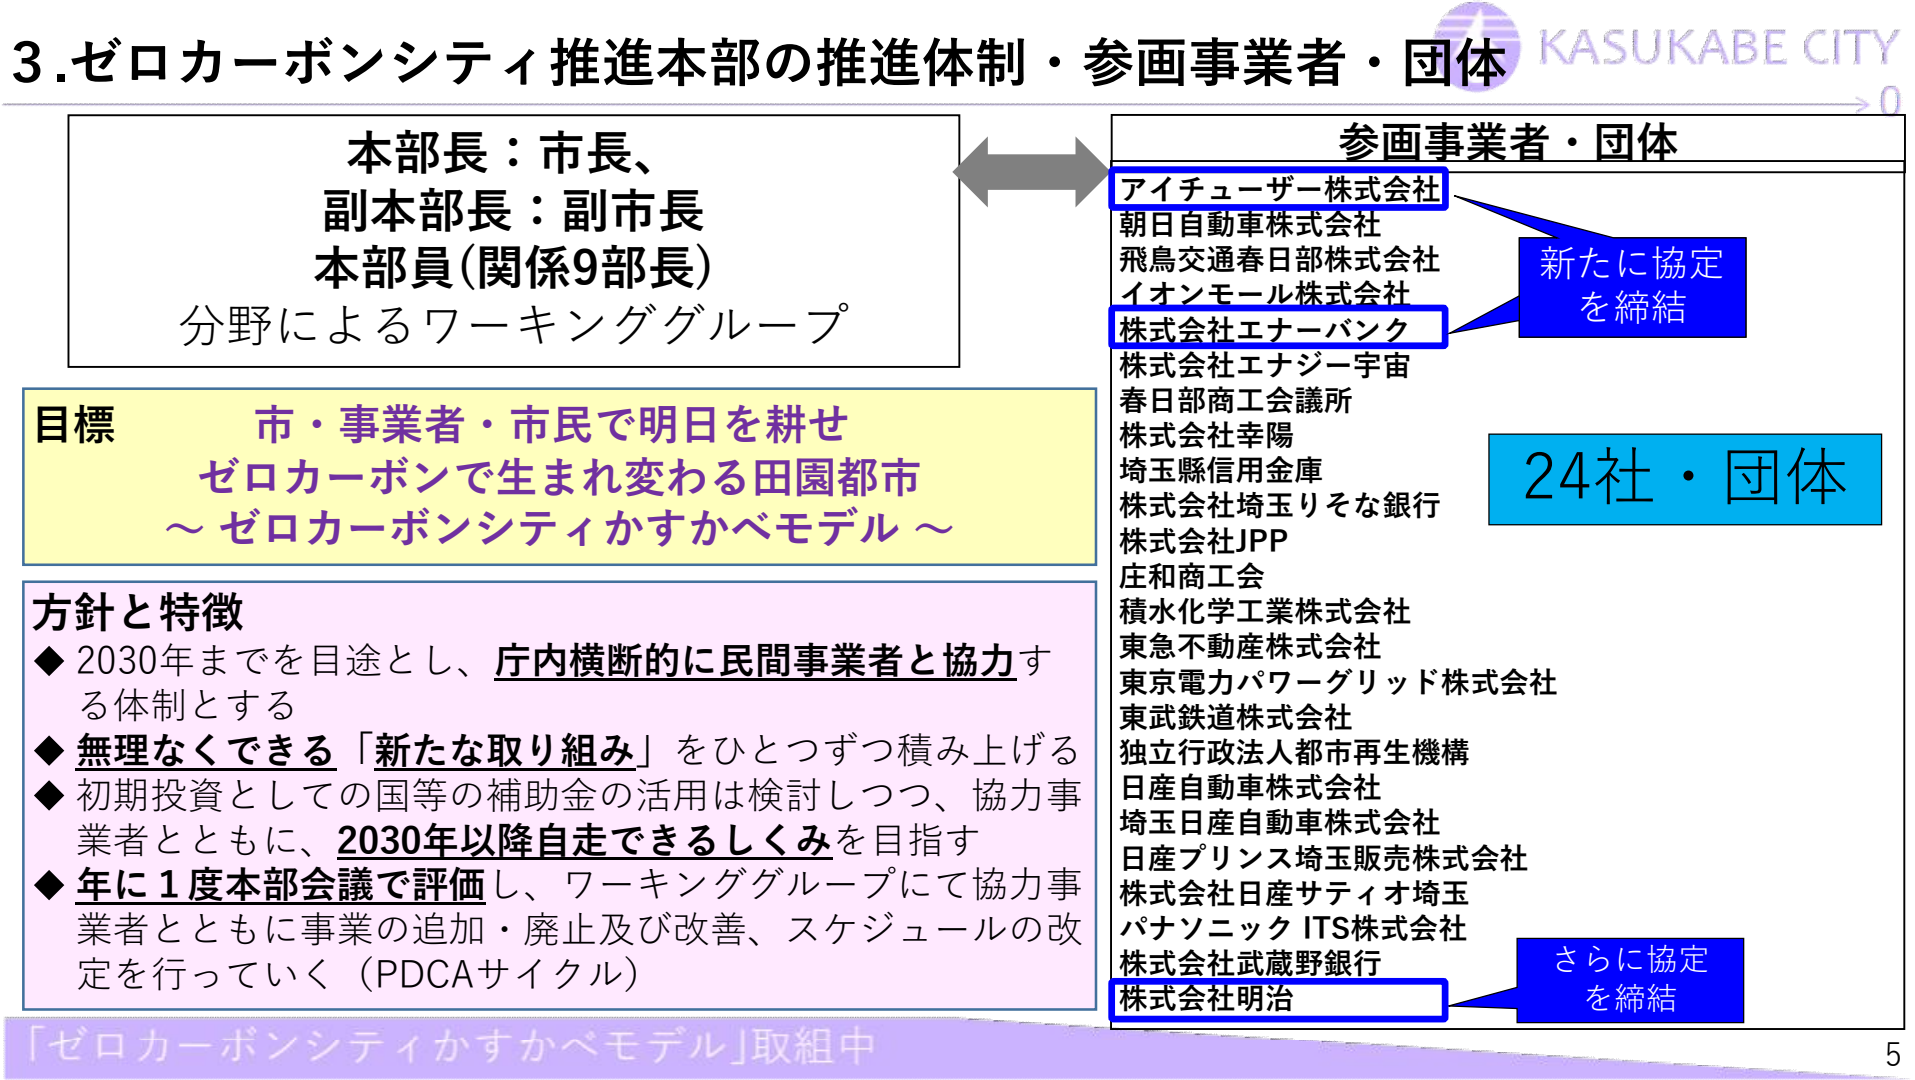 3.ゼロカーボンシティ推進本部の推進体制・参画事業者・団体
KASUKABE CITY
0
本部長：市長、
副本部長：副市長
本部員(関係9部長)
分野によるワーキンググループ
目標
市・事業者・市民で明日を耕せ
ゼロカーボンで生まれ変わる田園都市
～ ゼロカーボンシティかすかべモデル ～
方針と特徴
◆ 2030年までを目途とし、庁内横断的に民間事業者と協力す
る体制とする
◆ 無理なくできる「新たな取り組み」をひとつずつ積み上げる
◆ 初期投資としての国等の補助金の活用は検討しつつ、協力事
業者とともに、2030年以降自走できるしくみを目指す
◆ 年に１度本部会議で評価し、ワーキンググループにて協力事
業者とともに事業の追加・廃止及び改善、スケジュールの改
定を行っていく（PDCAサイクル）
参画事業者・団体
アイチューザー株式会社
朝日自動車株式会社
飛鳥交通春日部株式会社
イオンモール株式会社
株式会社エナーバンク
株式会社エナジー宇宙
春日部商工会議所
株式会社幸陽
埼玉縣信用金庫
株式会社埼玉りそな銀行
株式会社JPP
庄和商工会
積水化学工業株式会社
東急不動産株式会社
東京電力パワーグリッド株式会社
東武鉄道株式会社
独立行政法人都市再生機構
日産自動車株式会社
埼玉日産自動車株式会社
日産プリンス埼玉販売株式会社
株式会社日産サティオ埼玉
パナソニック ITS株式会社
株式会社武蔵野銀行
株式会社明治
新たに協定
を締結
24社・団体
さらに協定
を締結
「ゼロカーボンシティかすかべモデル」取組中
5